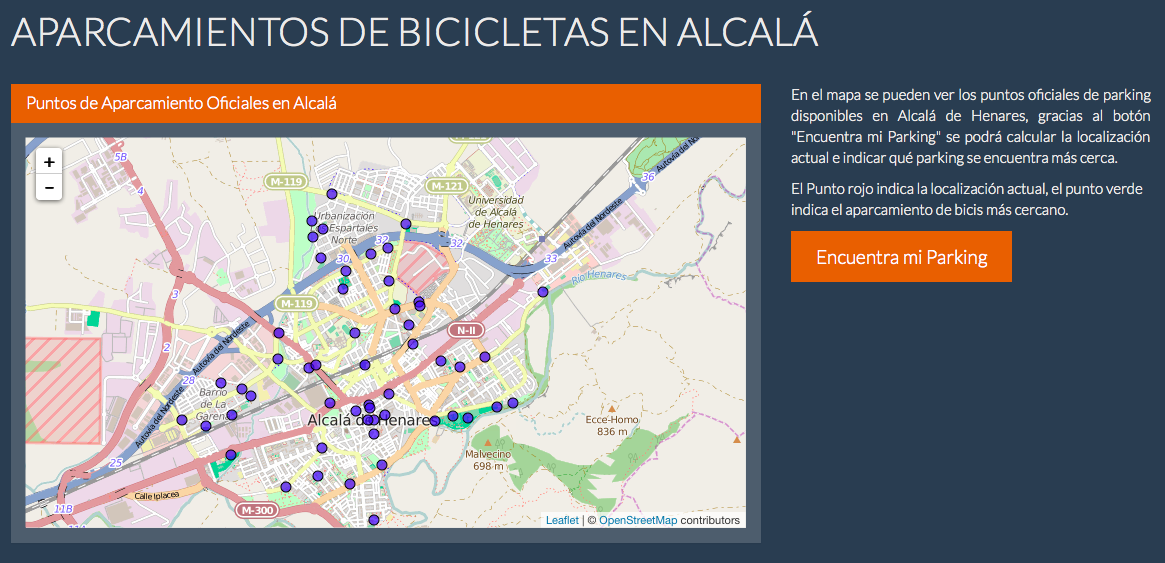 APARCAMIENTOS DE BICICLETAS EN ALCALÁ
Puntos de Aparcamiento Oficiales en Alcalá
En el mapa se pueden ver los puntos oficiales de parking
disponibles en Alcalá de Henares, gracias al botón
"Encuentra mi Parking" se podrá calcular la localización
actual e indicar qué parking se encuentra más cerca.
El Punto rojo indica la localización actual, el punto verde
indica el aparcamiento de bicis más cercano.
Encuentra mi Parking
+
−
5B
4
M-119
M-121
36
Autovía del Nordeste
Universidad
de Alcalá
de Henares
Urbanización
Espartales
Norte
32
32
30
33
Autovía del Nordeste
Río Henares
3
M-119
N-II
2
Autovía del Nordeste
28
Barrio
de La
Garena
Autovía del Nordeste
Alcalá de Henares
Ecce-Homo
836 m
Malvecino
698 m
25
Calle Iplacea
11B
M-300
11A
Leaflet | © OpenStreetMap contributors